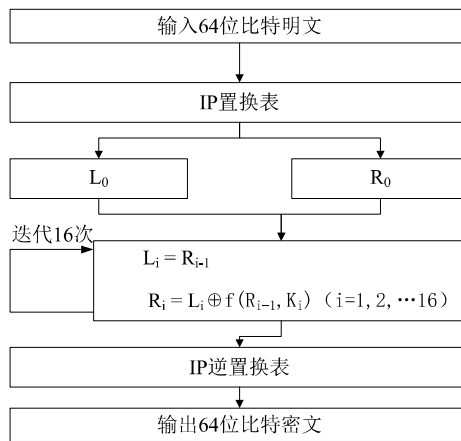 输入64位比特明文
IP置换表
L₀
R₀
迭代16次
Lᵢ = Rᵢ₋₁
Rᵢ = Lᵢ⊕f(Rᵢ₋₁,Kᵢ)（i=1,2,…16）
IP逆置换表
输出64位比特密文